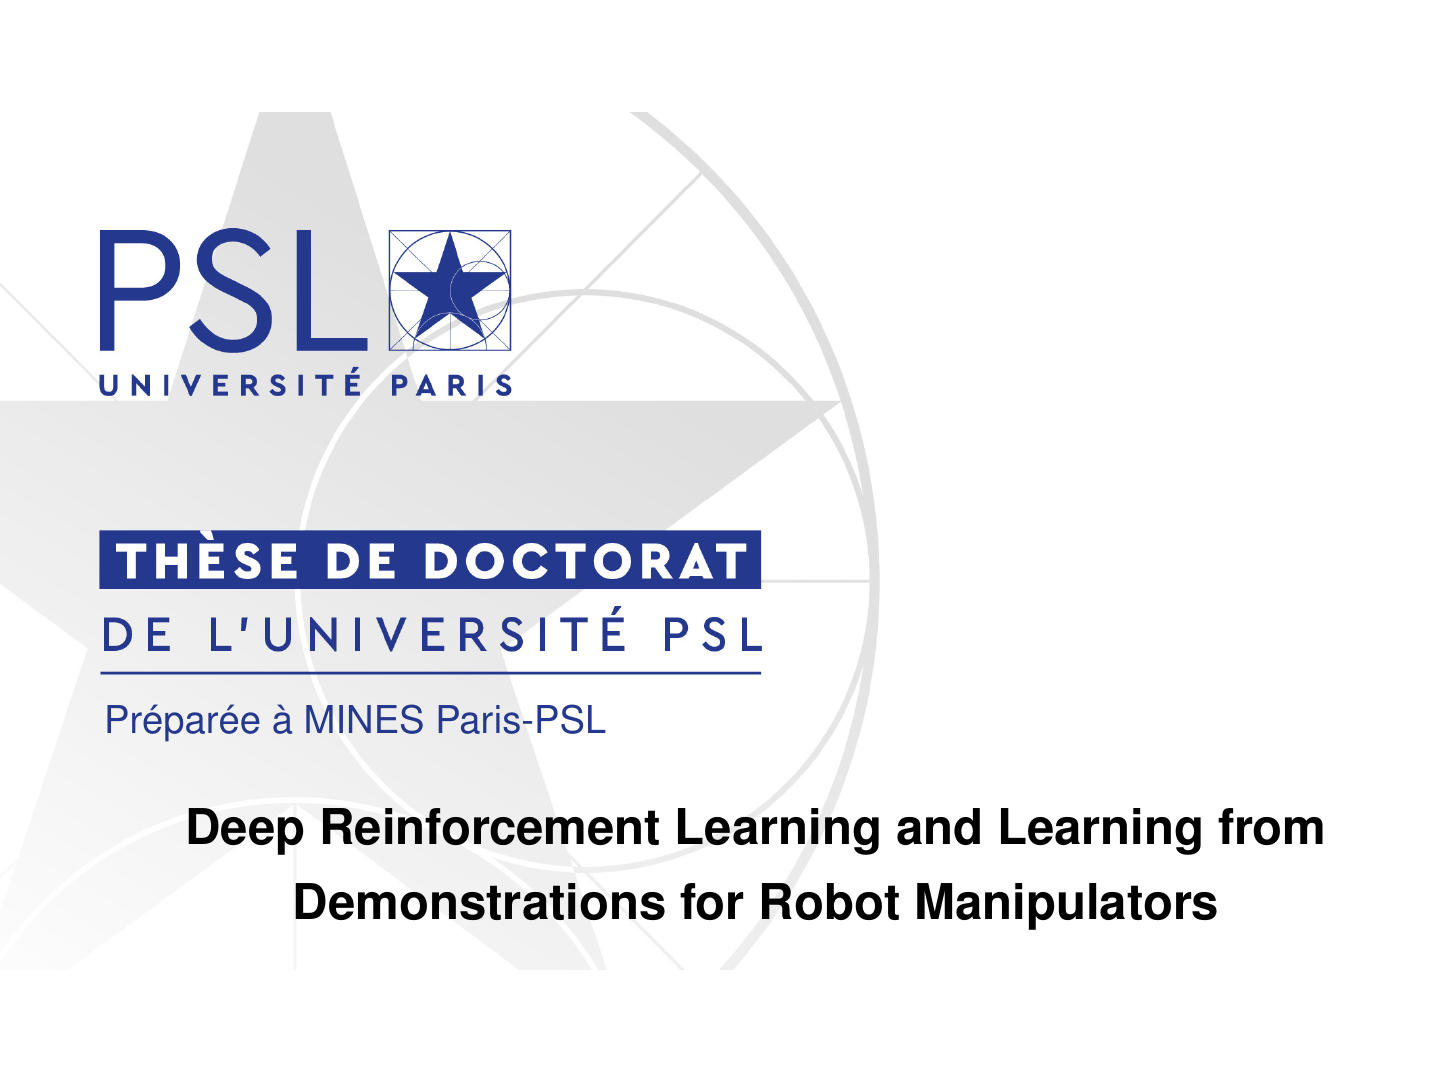 PSL
UNIVERSITÉ PARIS
THÈSE DE DOCTORAT
DE L'UNIVERSITÉ PSL
Préparée à MINES Paris-PSL
Deep Reinforcement Learning and Learning from
Demonstrations for Robot Manipulators